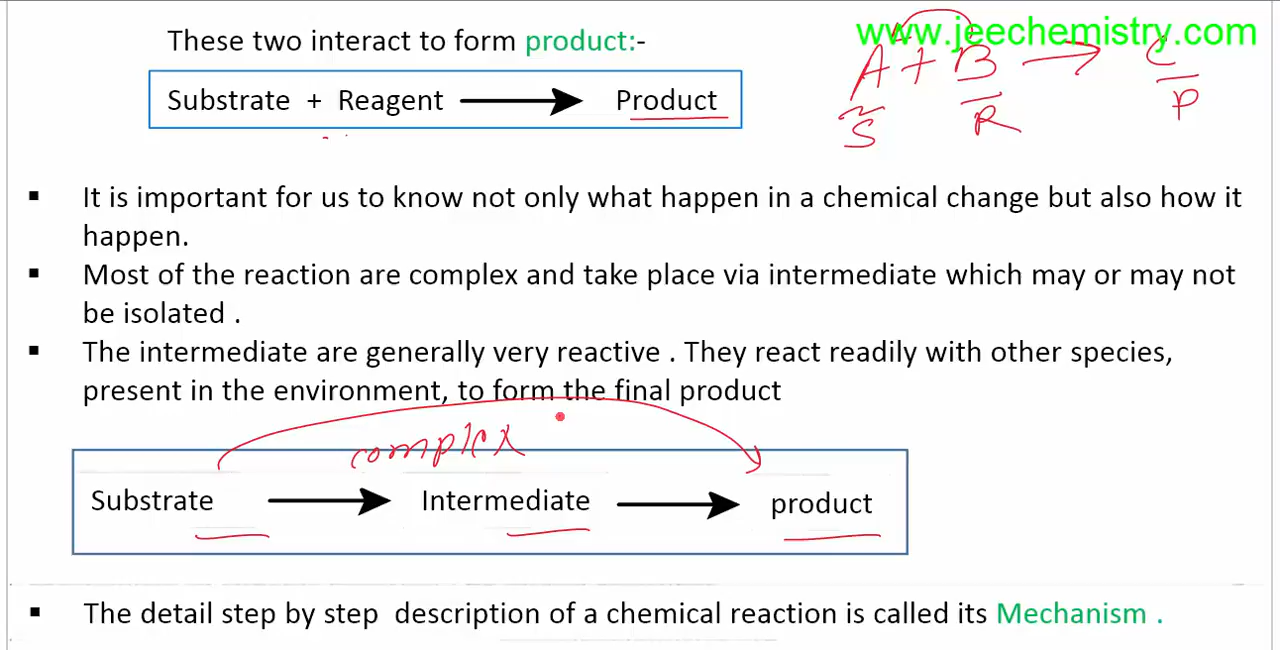 www.jeechemistry.com
These two interact to form product:-
A + B → C
S R P
Substrate + Reagent → Product
▪ It is important for us to know not only what happen in a chemical change but also how it
happen.
▪ Most of the reaction are complex and take place via intermediate which may or may not
be isolated .
▪ The intermediate are generally very reactive . They react readily with other species,
present in the environment, to form the final product
complex
Substrate → Intermediate → product
▪ The detail step by step description of a chemical reaction is called its Mechanism .